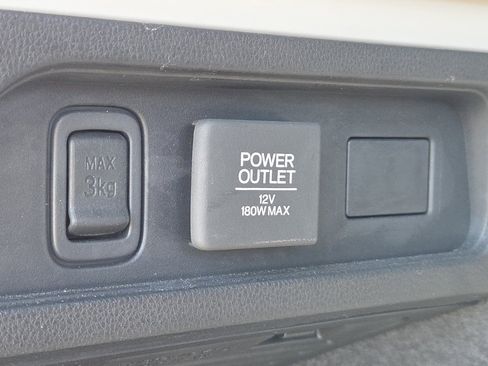 MAX
3kg
POWER
OUTLET
12V
180W MAX